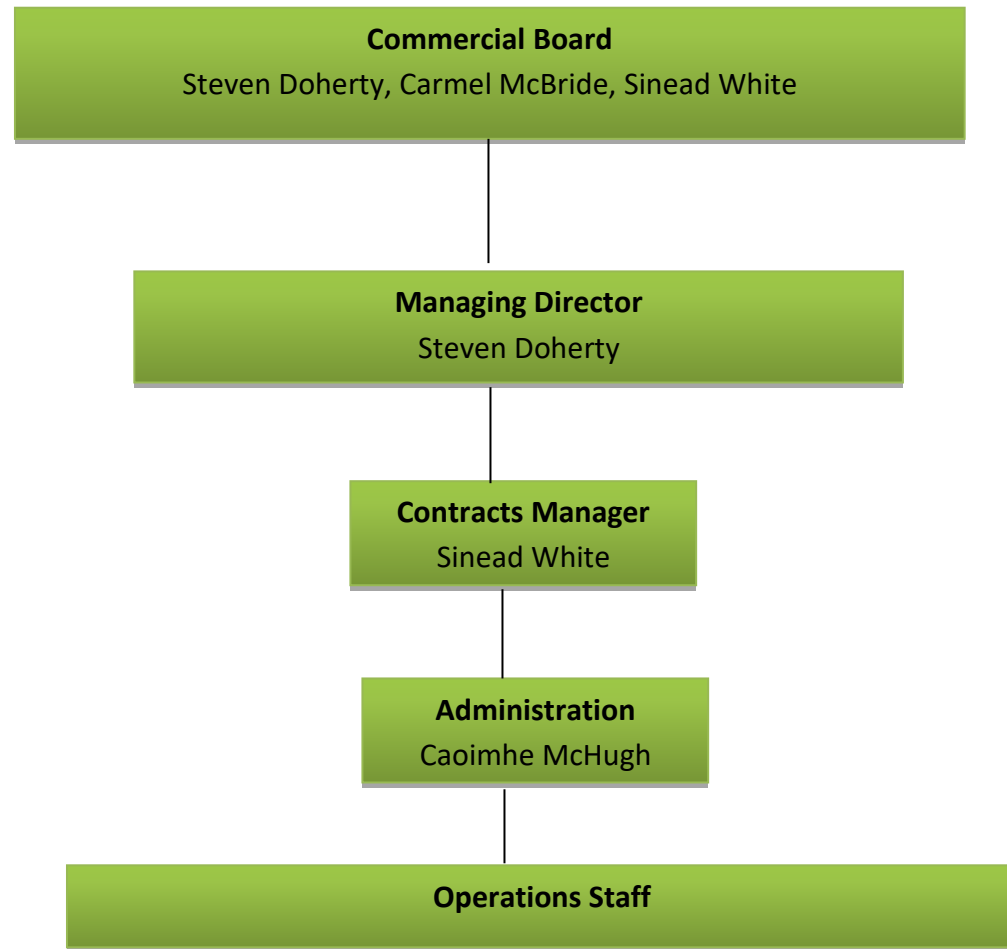 Commercial Board
Steven Doherty, Carmel McBride, Sinead White
Managing Director
Steven Doherty
Contracts Manager
Sinead White
Administration
Caoimhe McHugh
Operations Staff